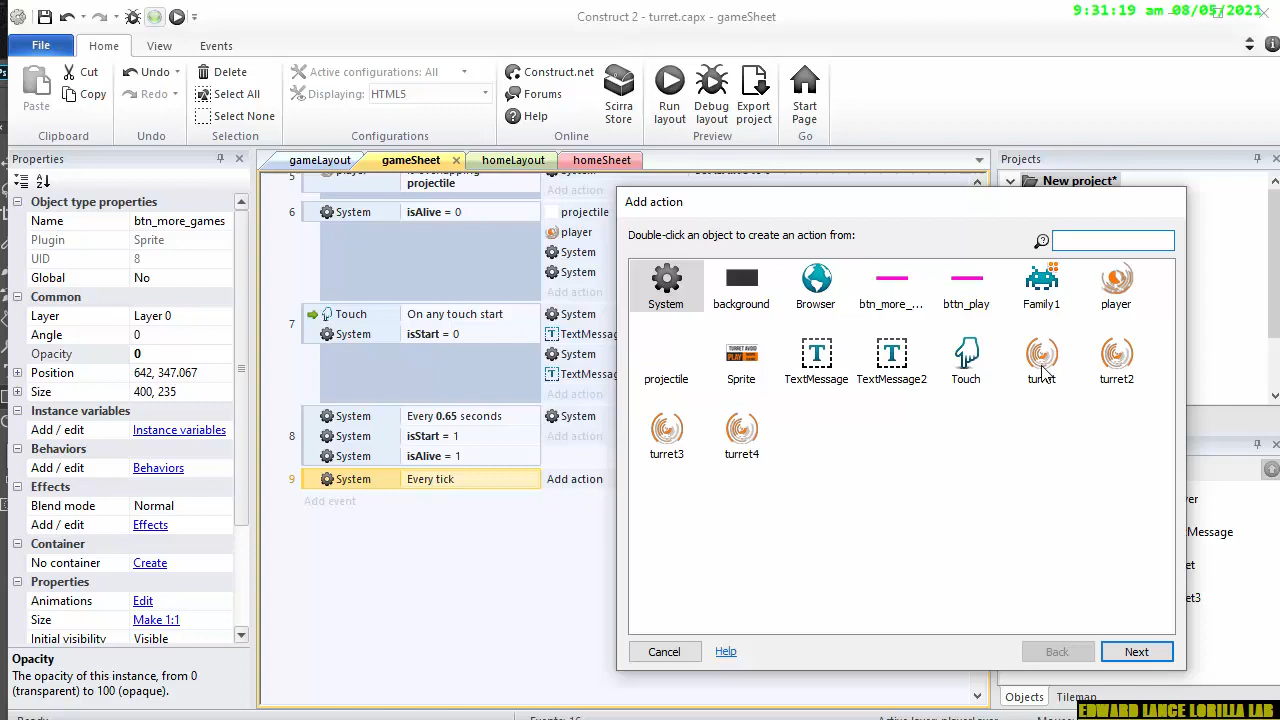 Construct 2 - turret.capx - gameSheet
9:31:19 am 08/05/2021
File
Home
View
Events
Paste
Cut
Copy
Clipboard
Undo
Redo
Undo
Delete
Select All
Select None
Selection
Active configurations: All
Displaying: HTML5
Configurations
Construct.net
Forums
Help
Scirra
Store
Online
Run
layout
Debug
layout
Export
project
Preview
Start
Page
Go
Properties
gameLayout
gameSheet
homeLayout
homeSheet
Projects
New project*
Object type properties
Name btn_more_games
Plugin Sprite
UID 8
Global No
Common
Layer Layer 0
Angle 0
Opacity 0
Position 642, 347.067
Size 400, 235
Instance variables
Add / edit Instance variables
Behaviors
Add / edit Behaviors
Effects
Blend mode Normal
Add / edit Effects
Container
No container Create
Properties
Animations Edit
Size Make 1:1
Initial visibility Visible
Opacity
The opacity of this instance, from 0
(transparent) to 100 (opaque).
5 player is overlapping
projectile
System
Add action
6 System isAlive = 0
projectile
player
System
System
Add action
7 Touch On any touch start
System isStart = 0
System
TextMessa
System
TextMessa
8 System Every 0.65 seconds
System isStart = 1
System isAlive = 1
System
Add action
9 System Every tick Add action
Add event
Add action
Double-click an object to create an action from:
System
background
Browser
btn_more_...
bttn_play
Family1
player
projectile
Sprite
TextMessage
TextMessage2
Touch
turret
turret2
turret3
turret4
Cancel
Help
Back
Next
Objects
Tilemap
EDWARD LANCE LORILLA LAB